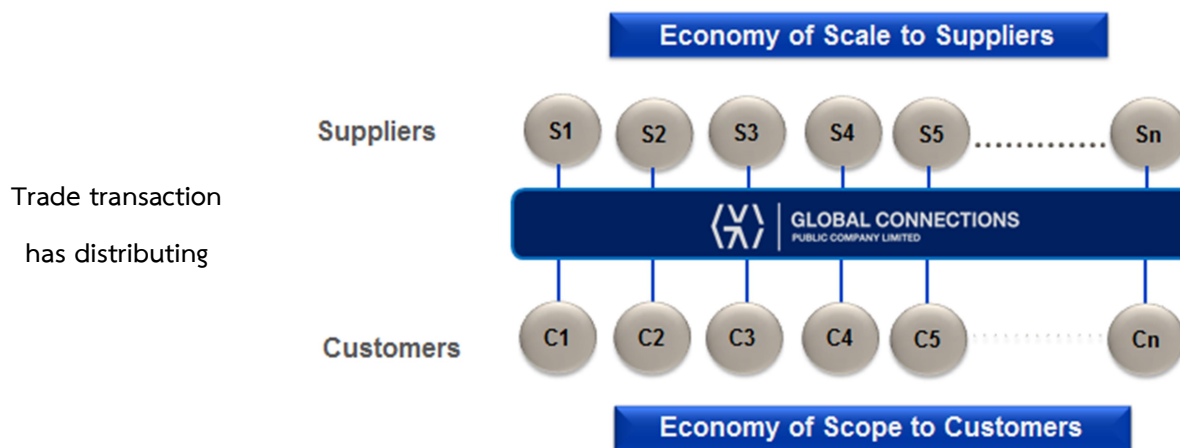 Economy of Scale to Suppliers
Suppliers
S1 S2 S3 S4 S5 ............. Sn
Trade transaction
has distributing
GLOBAL CONNECTIONS
PUBLIC COMPANY LIMITED
Customers
C1 C2 C3 C4 C5 ............. Cn
Economy of Scope to Customers